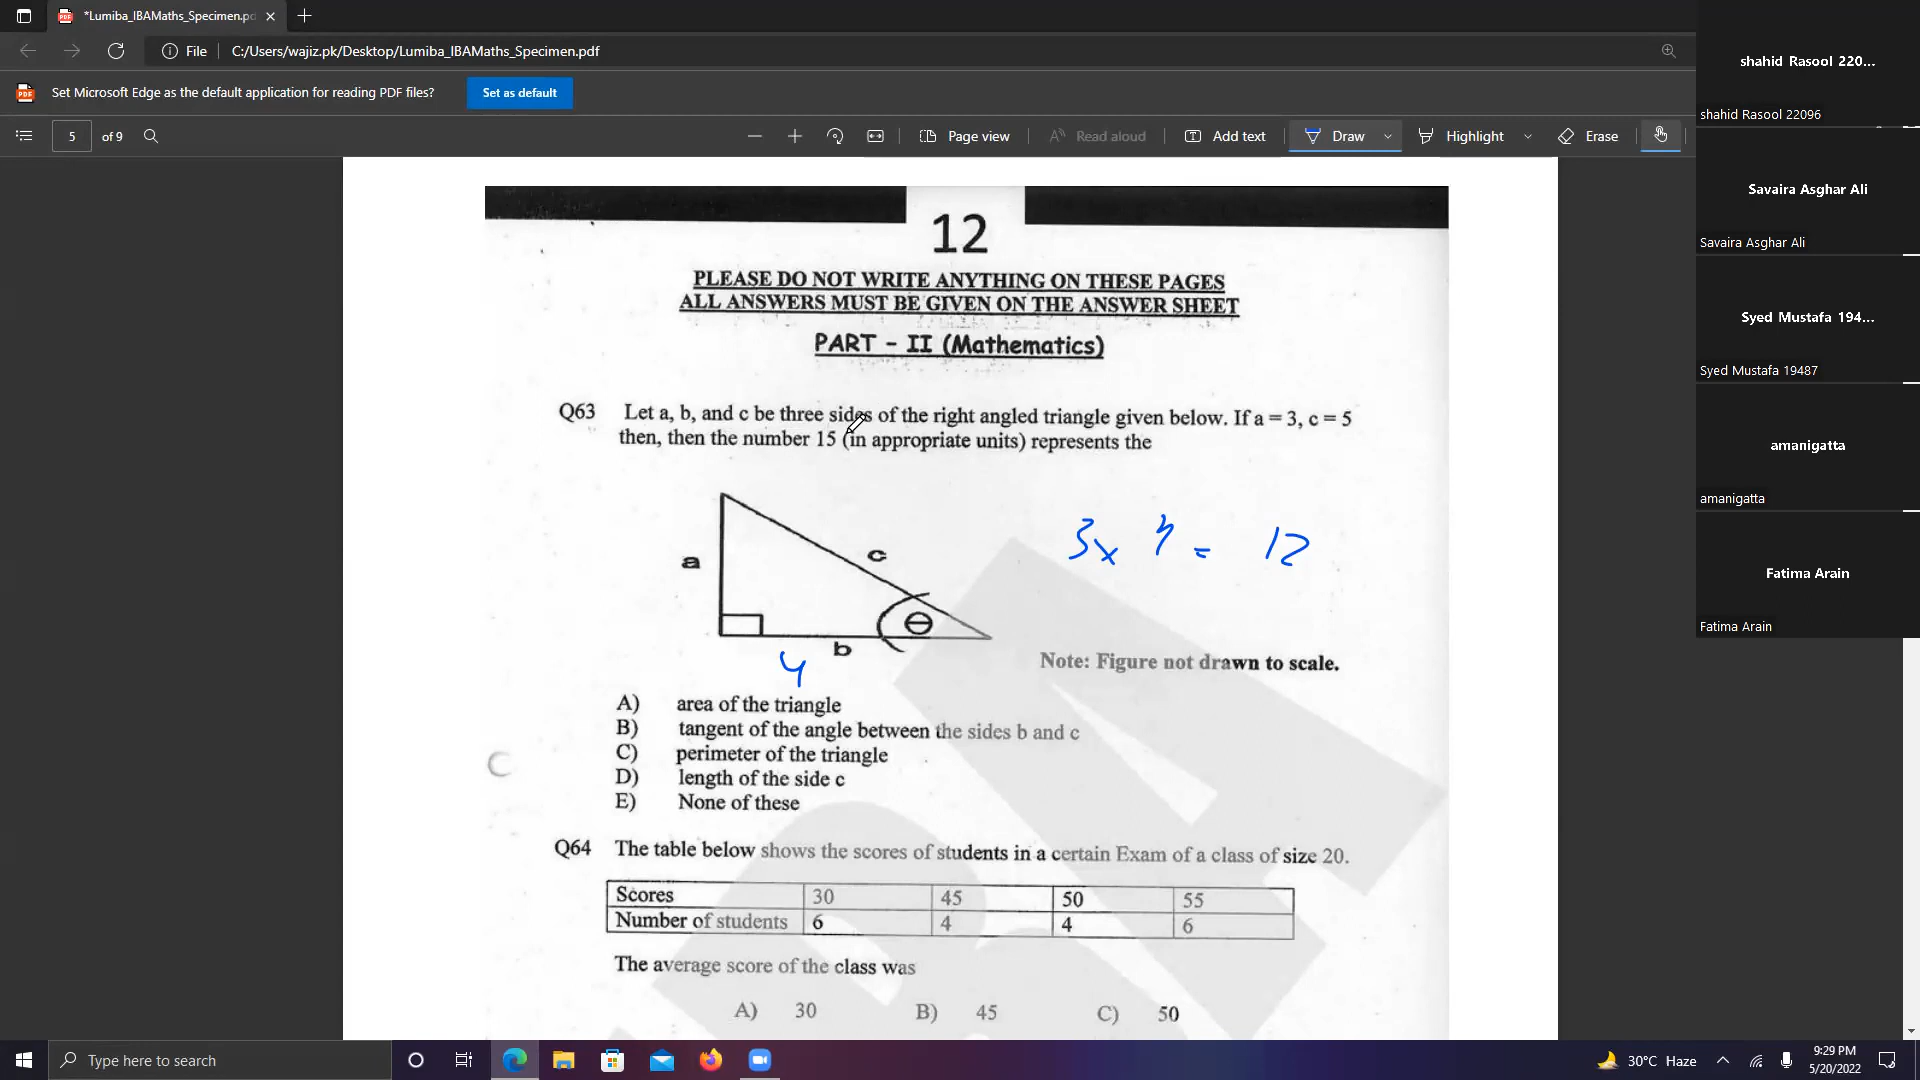 *Lumiba_IBAMaths_Specimen.pd
File C:/Users/wajiz.pk/Desktop/Lumiba_IBAMaths_Specimen.pdf
Set Microsoft Edge as the default application for reading PDF files? Set as default
5 of 9 Page view Read aloud Add text Draw Highlight Erase
12
PLEASE DO NOT WRITE ANYTHING ON THESE PAGES
ALL ANSWERS MUST BE GIVEN ON THE ANSWER SHEET
PART - II (Mathematics)
Q63 Let a, b, and c be three sides of the right angled triangle given below. If a = 3, c = 5
then, then the number 15 (in appropriate units) represents the
a
c
θ
b
4
3 x 4 = 12
Note: Figure not drawn to scale.
A) area of the triangle
B) tangent of the angle between the sides b and c
C) perimeter of the triangle
D) length of the side c
E) None of these
Q64 The table below shows the scores of students in a certain Exam of a class of size 20.
Scores 30 45 50 55
Number of students 6 4 4 6
The average score of the class was
A) 30 B) 45 C) 50
shahid Rasool 220...
shahid Rasool 22096
Savaira Asghar Ali
Savaira Asghar Ali
Syed Mustafa 194...
Syed Mustafa 19487
amanigatta
amanigatta
Fatima Arain
Fatima Arain
Type here to search
30°C Haze
9:29 PM
5/20/2022